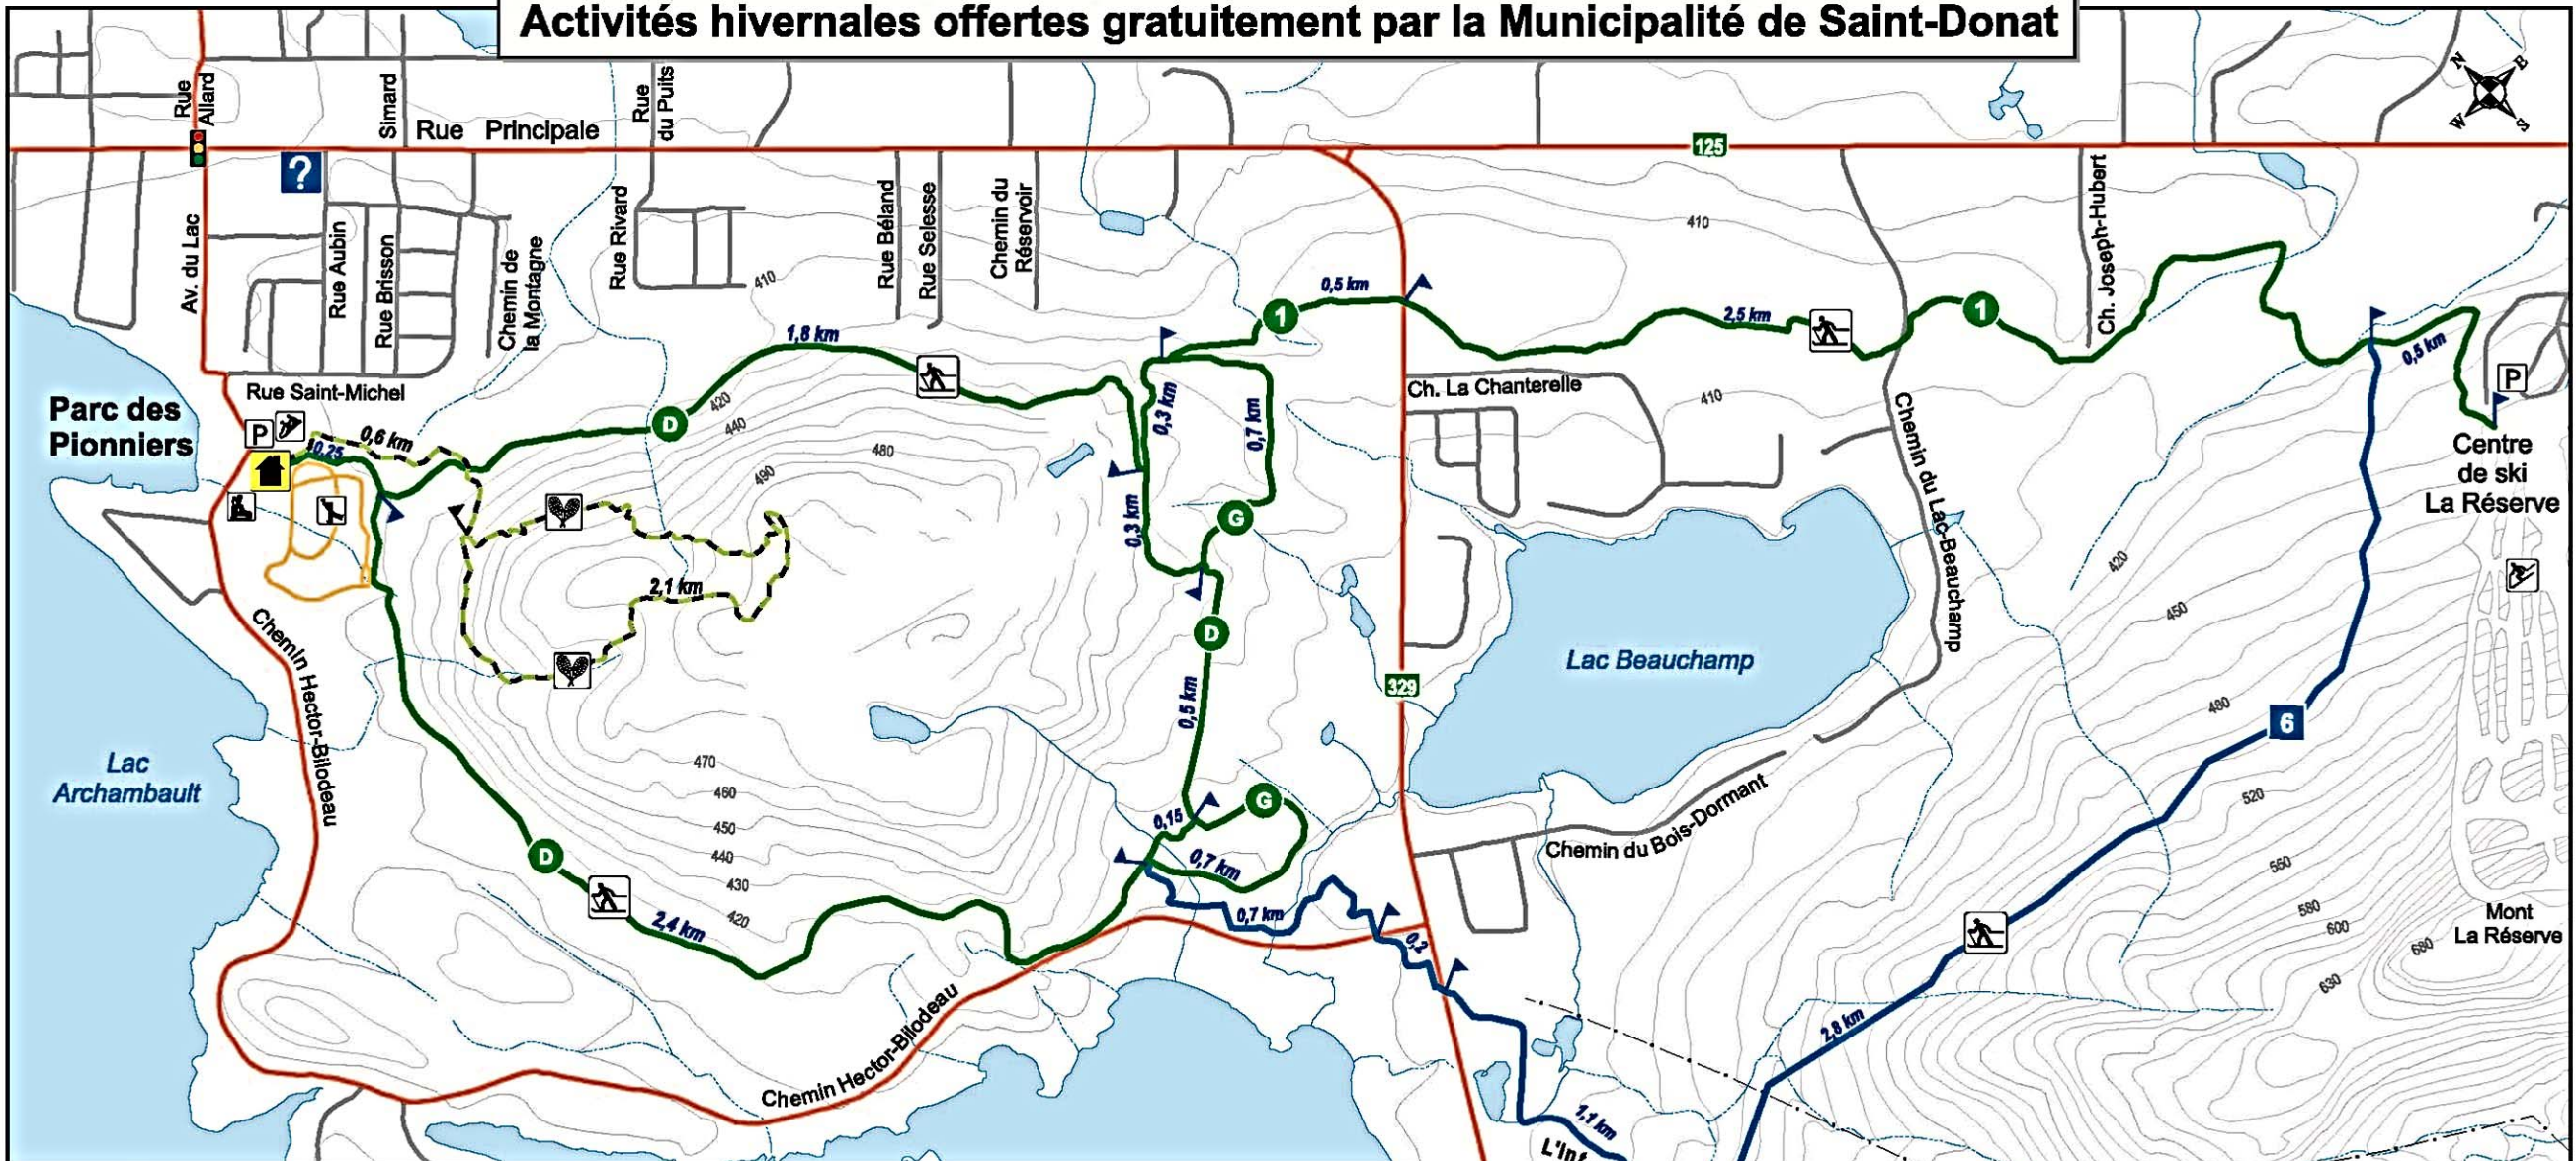 Activités hivernales offertes gratuitement par la Municipalité de Saint-Donat
N
E
W
S
Rue
Allard
Simard
Rue Principale
Rue
du Puits
125
?
Av. du Lac
Rue Aubin
Rue Brisson
Chemin de
la Montagne
Rue Rivard
410
Rue Béland
Rue Selesse
Chemin du
Réservoir
410
Ch. Joseph-Hubert
1
0,5 km
2,5 km
1
0,5 km
1,8 km
Rue Saint-Michel
Parc des
Pionniers
P
0,6 km
0,25
D
420
440
480
490
0,3 km
0,7 km
Ch. La Chanterelle
410
Chemin du Lac-Beauchamp
P
Centre
de ski
La Réserve
0,3 km
G
2,1 km
D
420
450
Chemin Hector-Bilodeau
0,5 km
329
Lac Beauchamp
480
6
Lac
Archambault
470
460
450
440
430
420
0,15
G
0,7 km
Chemin du Bois-Dormant
520
560
580
600
680
630
Mont
La Réserve
D
2,4 km
0,7 km
0,2
Chemin Hector-Bilodeau
2,8 km
1,1 km
L'Inf